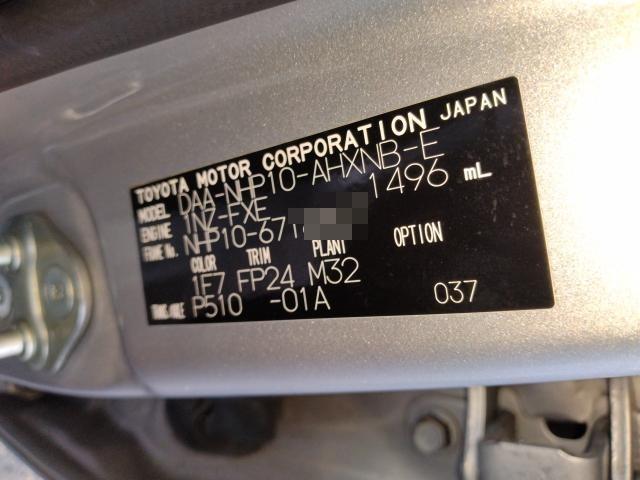 TOYOTA MOTOR CORPORATION JAPAN
MODEL DAA-NHP10-AHXNB-E
ENGINE 1NZ-FXE 1496 mL
FRAME No. NHP10-671
COLOR TRIM PLANT OPTION
1F7 FP24 M32
TRANS./AXLE P510 -01A 037